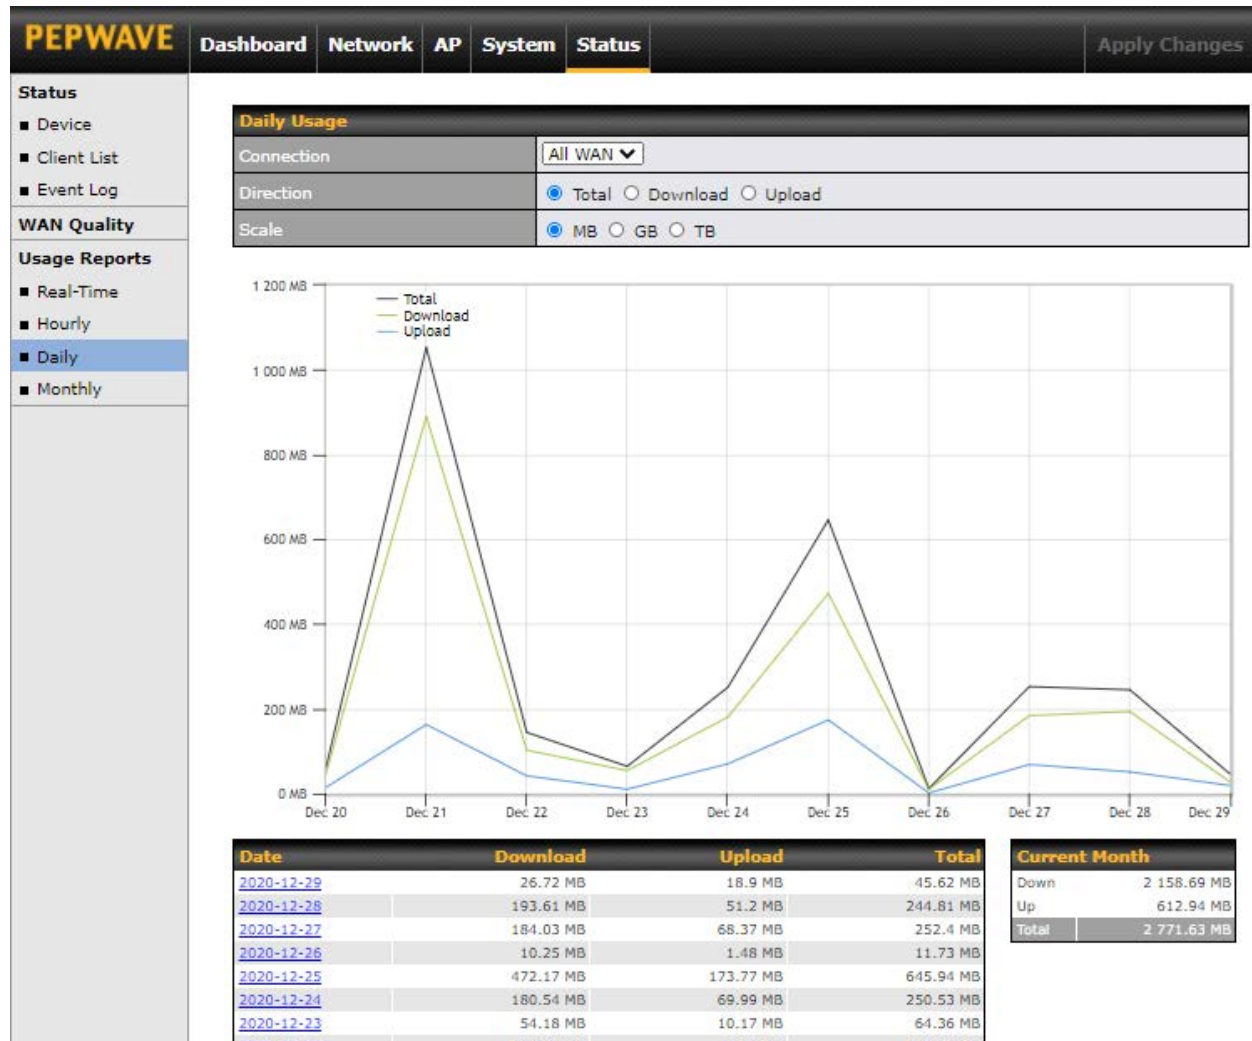 PEPWAVE Dashboard Network AP System Status Apply Changes
Status
Device
Client List
Event Log
WAN Quality
Usage Reports
Real-Time
Hourly
Daily
Monthly
Daily Usage
Connection All WAN
Direction Total Download Upload
Scale MB GB TB
1 200 MB
1 000 MB
800 MB
600 MB
400 MB
200 MB
0 MB
Total
Download
Upload
Dec 20 Dec 21 Dec 22 Dec 23 Dec 24 Dec 25 Dec 26 Dec 27 Dec 28 Dec 29
Date Download Upload Total
2020-12-29 26.72 MB 18.9 MB 45.62 MB
2020-12-28 193.61 MB 51.2 MB 244.81 MB
2020-12-27 184.03 MB 68.37 MB 252.4 MB
2020-12-26 10.25 MB 1.48 MB 11.73 MB
2020-12-25 472.17 MB 173.77 MB 645.94 MB
2020-12-24 180.54 MB 69.99 MB 250.53 MB
2020-12-23 54.18 MB 10.17 MB 64.36 MB
Current Month
Down 2 158.69 MB
Up 612.94 MB
Total 2 771.63 MB